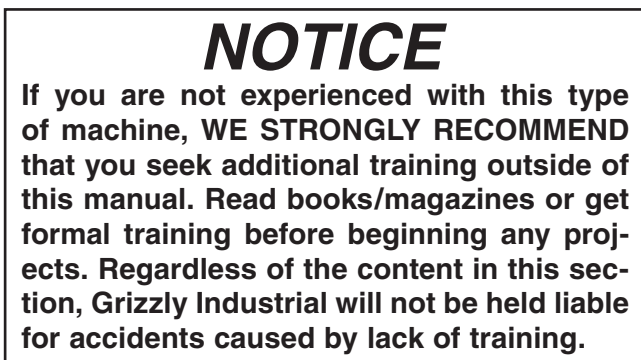 NOTICE
If you are not experienced with this type
of machine, WE STRONGLY RECOMMEND
that you seek additional training outside of
this manual. Read books/magazines or get
formal training before beginning any proj-
ects. Regardless of the content in this sec-
tion, Grizzly Industrial will not be held liable
for accidents caused by lack of training.